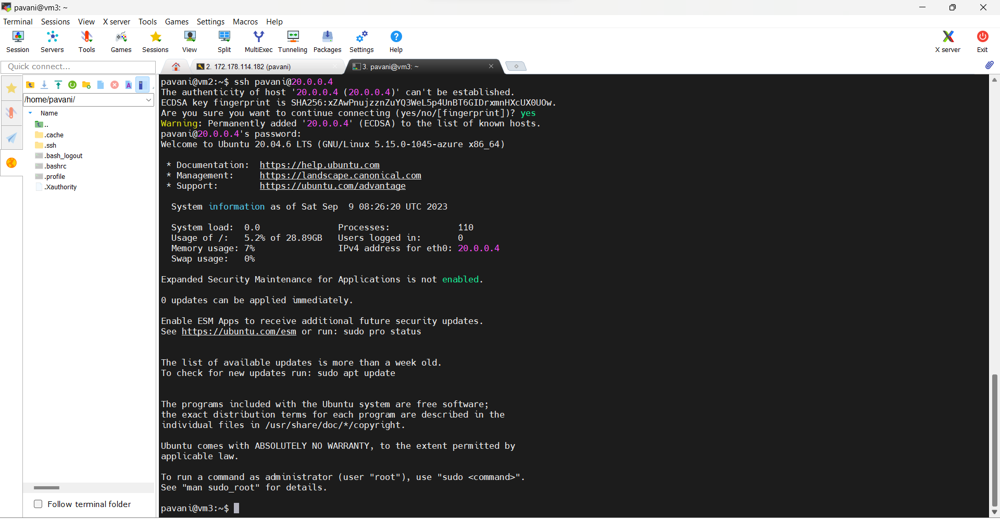 pavani@vm3: ~
Terminal Sessions View X server Tools Games Settings Macros Help
Session Servers Tools Games Sessions View Split MultiExec Tunneling Packages Settings Help X server Exit
Quick connect...
2. 172.178.114.182 (pavani)
3. pavani@vm3: ~
/home/pavani/
Name
..
.cache
.ssh
.bash_logout
.bashrc
.profile
.Xauthority
Follow terminal folder
pavani@vm2:~$ ssh pavani@20.0.0.4
The authenticity of host '20.0.0.4 (20.0.0.4)' can't be established.
ECDSA key fingerprint is SHA256:xZAwPnujzznZuYQ3WeL5p4UnBT6GIDrxmnHXcUX0U0w.
Are you sure you want to continue connecting (yes/no/[fingerprint])? yes
Warning: Permanently added '20.0.0.4' (ECDSA) to the list of known hosts.
pavani@20.0.0.4's password:
Welcome to Ubuntu 20.04.6 LTS (GNU/Linux 5.15.0-1045-azure x86_64)
* Documentation: https://help.ubuntu.com
* Management: https://landscape.canonical.com
* Support: https://ubuntu.com/advantage
System information as of Sat Sep 9 08:26:20 UTC 2023
System load: 0.0 Processes: 110
Usage of /: 5.2% of 28.89GB Users logged in: 0
Memory usage: 7% IPv4 address for eth0: 20.0.0.4
Swap usage: 0%
Expanded Security Maintenance for Applications is not enabled.
0 updates can be applied immediately.
Enable ESM Apps to receive additional future security updates.
See https://ubuntu.com/esm or run: sudo pro status
The list of available updates is more than a week old.
To check for new updates run: sudo apt update
The programs included with the Ubuntu system are free software;
the exact distribution terms for each program are described in the
individual files in /usr/share/doc/*/copyright.
Ubuntu comes with ABSOLUTELY NO WARRANTY, to the extent permitted by
applicable law.
To run a command as administrator (user "root"), use "sudo <command>".
See "man sudo_root" for details.
pavani@vm3:~$